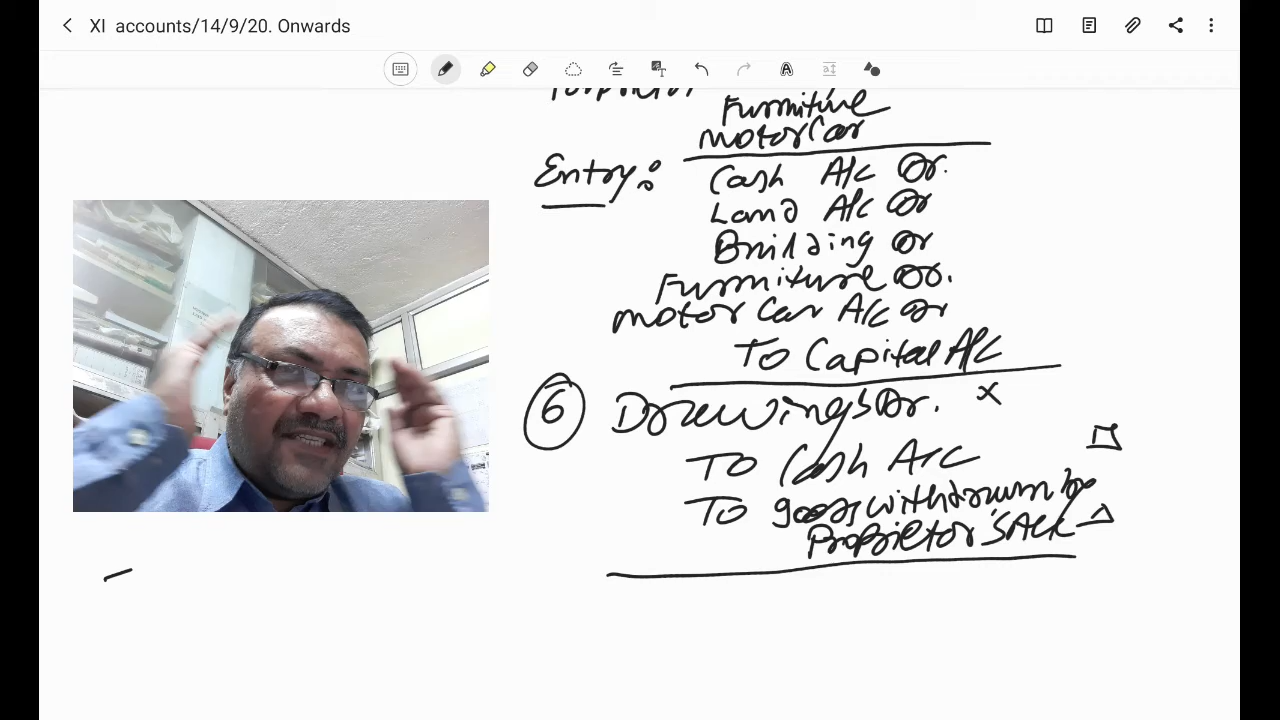 XI accounts/14/9/20. Onwards
Furniture
motor Car
Entry:
Cash A/c Dr.
Land A/c Dr
Building Dr
Furniture Dr.
motor Car A/c Dr
To Capital A/c
6 Drawings Dr. x
To Cash A/c
To goods withdrawn by
Proprietor's A/c